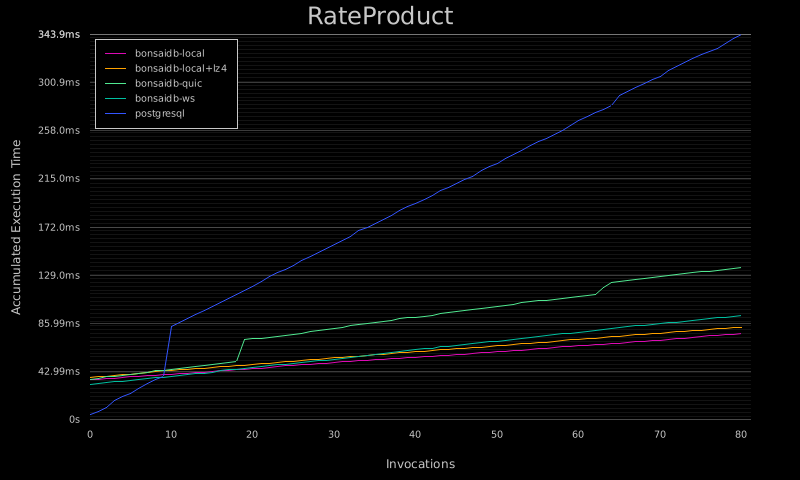 RateProduct
343.9ms
300.9ms
258.0ms
215.0ms
172.0ms
129.0ms
85.99ms
42.99ms
0s
bonsaidb-local
bonsaidb-local+lz4
bonsaidb-quic
bonsaidb-ws
postgresql
Accumulated Execution Time
0 10 20 30 40 50 60 70 80
Invocations